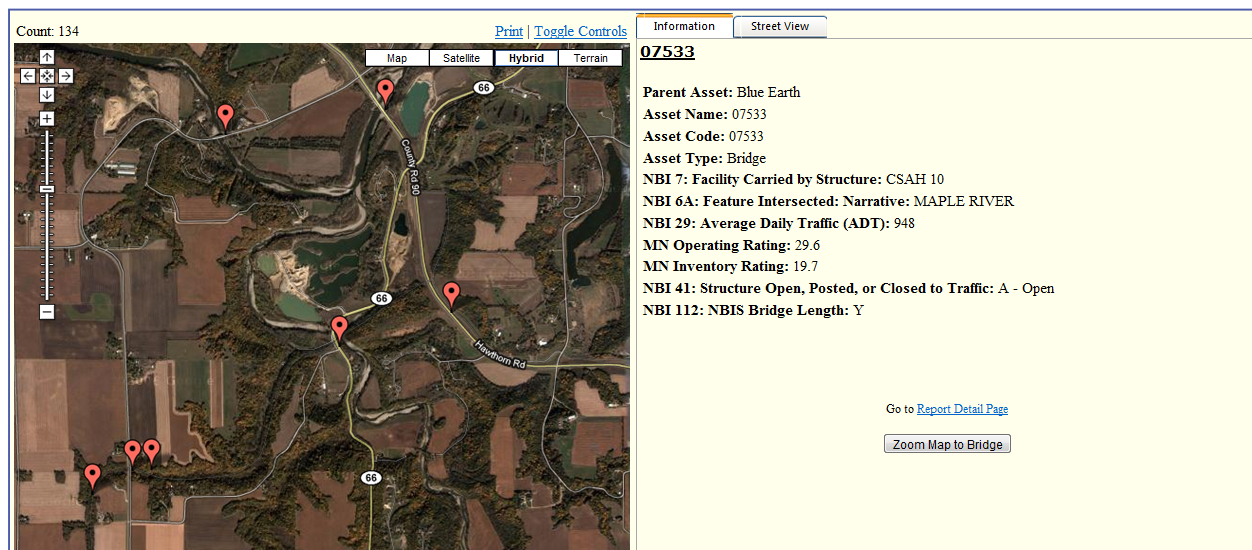 Count: 134
Print | Toggle Controls
Map Satellite Hybrid Terrain
66
County Rd 90
66
Hawthorn Rd
66
Information Street View
07533
Parent Asset: Blue Earth
Asset Name: 07533
Asset Code: 07533
Asset Type: Bridge
NBI 7: Facility Carried by Structure: CSAH 10
NBI 6A: Feature Intersected: Narrative: MAPLE RIVER
NBI 29: Average Daily Traffic (ADT): 948
MN Operating Rating: 29.6
MN Inventory Rating: 19.7
NBI 41: Structure Open, Posted, or Closed to Traffic: A - Open
NBI 112: NBIS Bridge Length: Y
Go to Report Detail Page
Zoom Map to Bridge